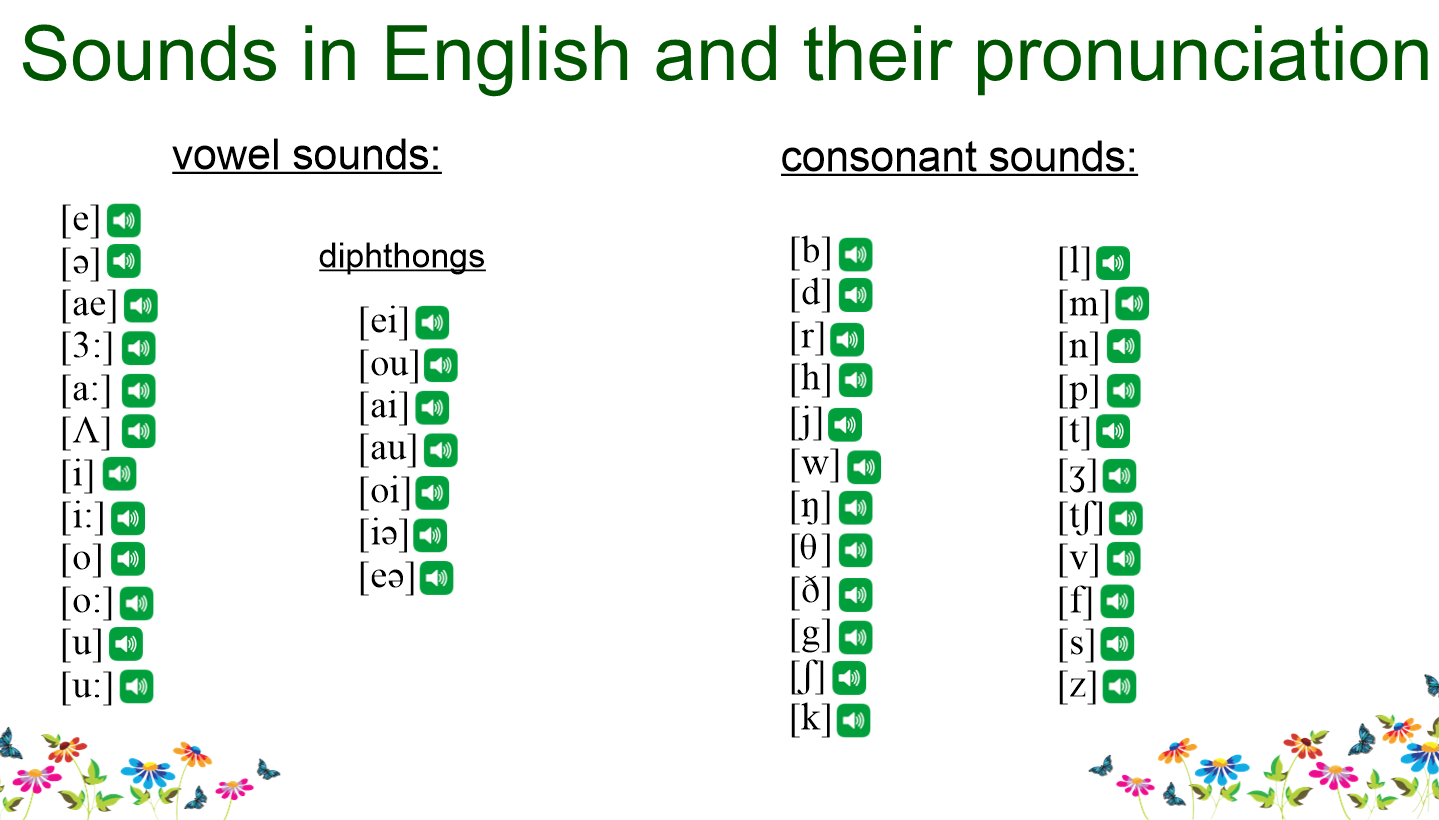 Sounds in English and their pronunciation
vowel sounds:
[e]
[ə]
[ae]
[3:]
[a:]
[Λ]
[i]
[i:]
[o]
[o:]
[u]
[u:]
diphthongs
[ei]
[ou]
[ai]
[au]
[oi]
[iə]
[eə]
consonant sounds:
[b]
[d]
[r]
[h]
[j]
[w]
[ŋ]
[θ]
[ð]
[g]
[ʃ]
[k]
[l]
[m]
[n]
[p]
[t]
[ʒ]
[tʃ]
[v]
[f]
[s]
[z]